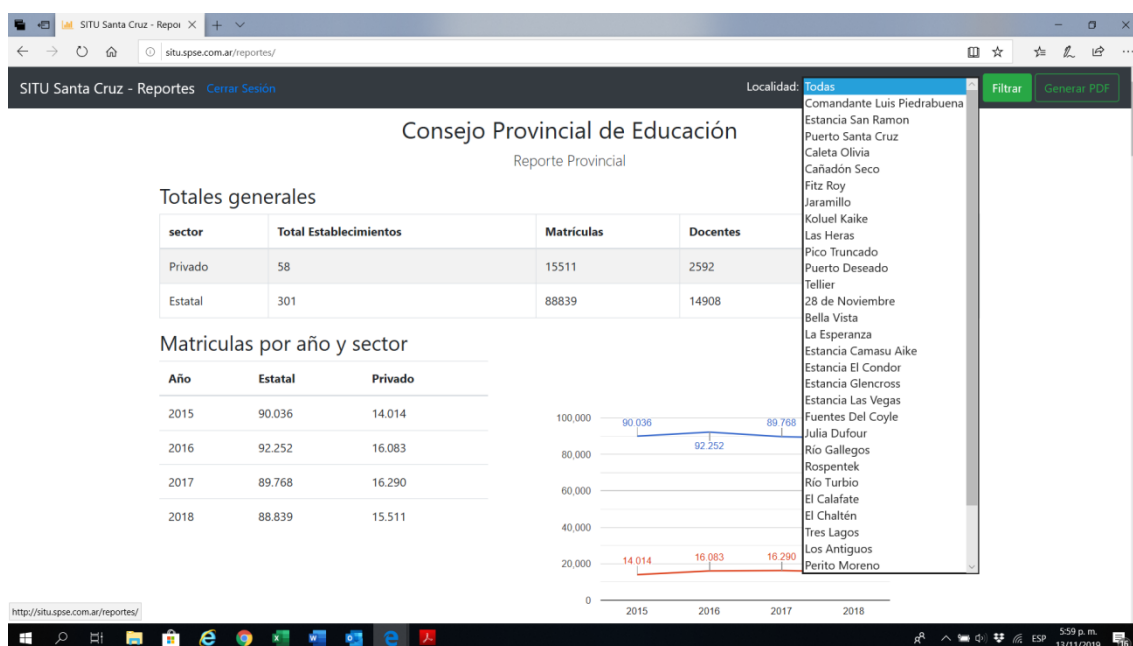 SITU Santa Cruz - Repor
situ.spse.com.ar/reportes/
SITU Santa Cruz - Reportes Cerrar Sesión Localidad: Todas Filtrar Generar PDF
Comandante Luis Piedrabuena
Estancia San Ramon
Puerto Santa Cruz
Caleta Olivia
Cañadón Seco
Fitz Roy
Jaramillo
Koluel Kaike
Las Heras
Pico Truncado
Puerto Deseado
Tellier
28 de Noviembre
Bella Vista
La Esperanza
Estancia Camasu Aike
Estancia El Condor
Estancia Glencross
Estancia Las Vegas
Fuentes Del Coyle
Julia Dufour
Río Gallegos
Rospentek
Río Turbio
El Calafate
El Chaltén
Tres Lagos
Los Antiguos
Perito Moreno
Consejo Provincial de Educación
Reporte Provincial
Totales generales
sector Total Establecimientos Matrículas Docentes
Privado 58 15511 2592
Estatal 301 88839 14908
Matriculas por año y sector
Año Estatal Privado
2015 90.036 14.014
2016 92.252 16.083
2017 89.768 16.290
2018 88.839 15.511
100,000
80,000
60,000
40,000
20,000
0
90.036 92.252 89.768
14.014 16.083 16.290
2015 2016 2017 2018
http://situ.spse.com.ar/reportes/
ESP 5:59 p. m.
13/11/2019
16